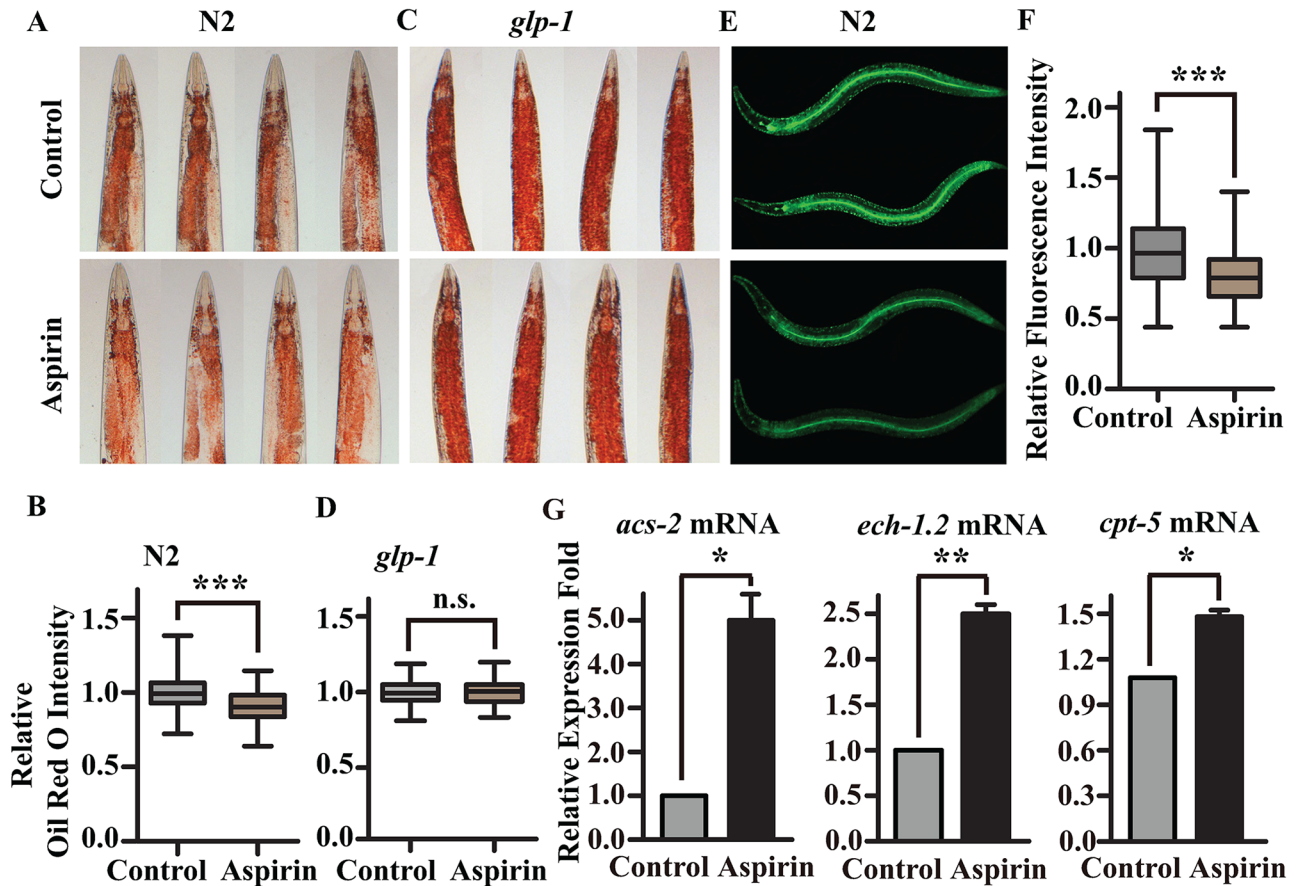 A N2 C glp-1 E N2 F
Control
Aspirin
Relative Fluorescence Intensity
***
2.0
1.5
1.0
0.5
0.0
Control Aspirin
B
N2
***
Relative
Oil Red O Intensity
1.5
1.0
0.5
0.0
Control Aspirin
D
glp-1
n.s.
1.5
1.0
0.5
0.0
Control Aspirin
G
Relative Expression Fold
acs-2 mRNA
*
5.0
4.0
3.0
2.0
1.0
0.0
Control Aspirin
ech-1.2 mRNA
**
2.5
2.0
1.5
1.0
0.5
0.0
Control Aspirin
cpt-5 mRNA
*
1.5
1.2
0.9
0.6
0.3
0.0
Control Aspirin